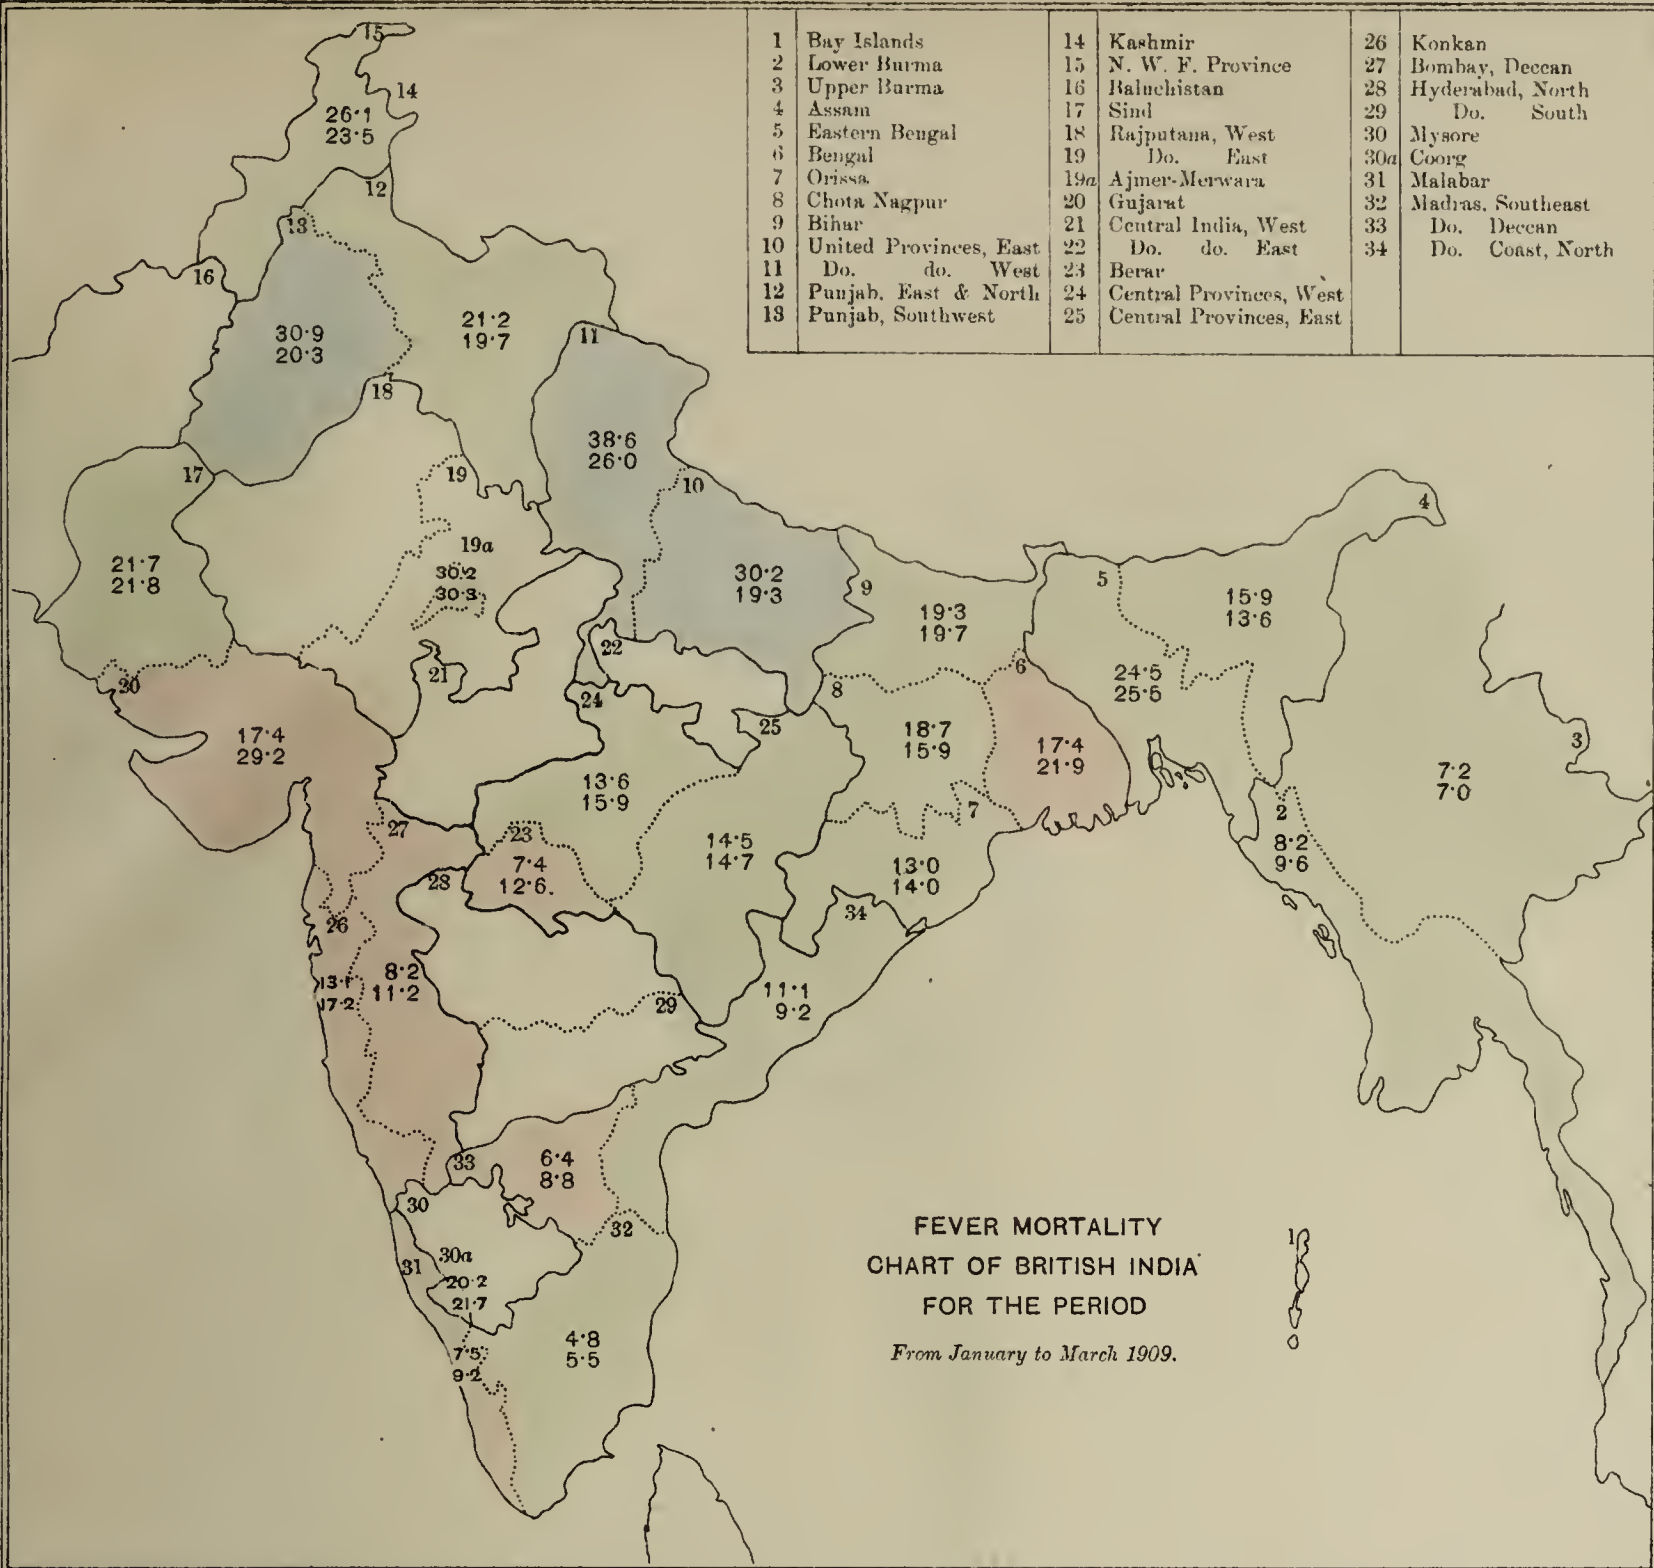 1 Bay Islands
2 Lower Burma
3 Upper Burma
4 Assam
5 Eastern Bengal
6 Bengal
7 Orissa
8 Chota Nagpur
9 Bihar
10 United Provinces, East
11 Do. do. West
12 Punjab, East & North
13 Punjab, Southwest
14 Kashmir
15 N. W. F. Province
16 Baluchistan
17 Sind
18 Rajputana, West
19 Do. East
19a Ajmer-Merwara
20 Gujarat
21 Central India, West
22 Do. do. East
23 Berar
24 Central Provinces, West
25 Central Provinces, East
26 Konkan
27 Bombay, Deccan
28 Hyderabad, North
29 Do. South
30 Mysore
30a Coorg
31 Malabar
32 Madras, Southeast
33 Do. Deccan
34 Do. Coast, North
15
14
26·1
23·5
12
13
16
30·9
20·3
21·2
19·7
11
18
38·6
26·0
17
19
10
4
19a
21·7
21·8
30·2
30·3
30·2
19·3
9
5
15·9
13·6
19·3
19·7
22
6
20
21
24
8
24·5
25·5
25
17·4
29·2
18·7
15·9
17·4
21·9
3
13·6
15·9
7·2
7·0
27
23
7
2
14·5
14·7
8·2
9·6
28
7·4
12·6.
13·0
14·0
26
34
13·1
17·2
8·2
11·2
29
11·1
9·2
33
6·4
8·8
30
32
31
30a
20·2
21·7
4·8
5·5
7·5
9·2
FEVER MORTALITY
CHART OF BRITISH INDIA
FOR THE PERIOD
From January to March 1909.
1